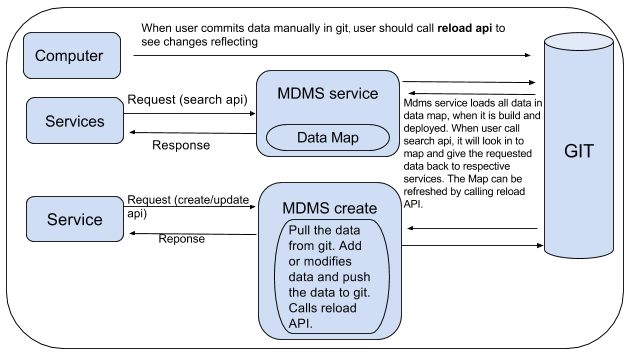 When user commits data manually in git, user should call reload api to
see changes reflecting
Computer
MDMS service
Data Map
Request (search api)
Services
Response
Mdms service loads all data in
data map, when it is build and
deployed. When user call
search api, it will look in to
map and give the requested
data back to respective
services. The Map can be
refreshed by calling reload
API.
GIT
Request (create/update
api)
Service
Reponse
MDMS create
Pull the data
from git. Add
or modifies
data and push
the data to git.
Calls reload
API.